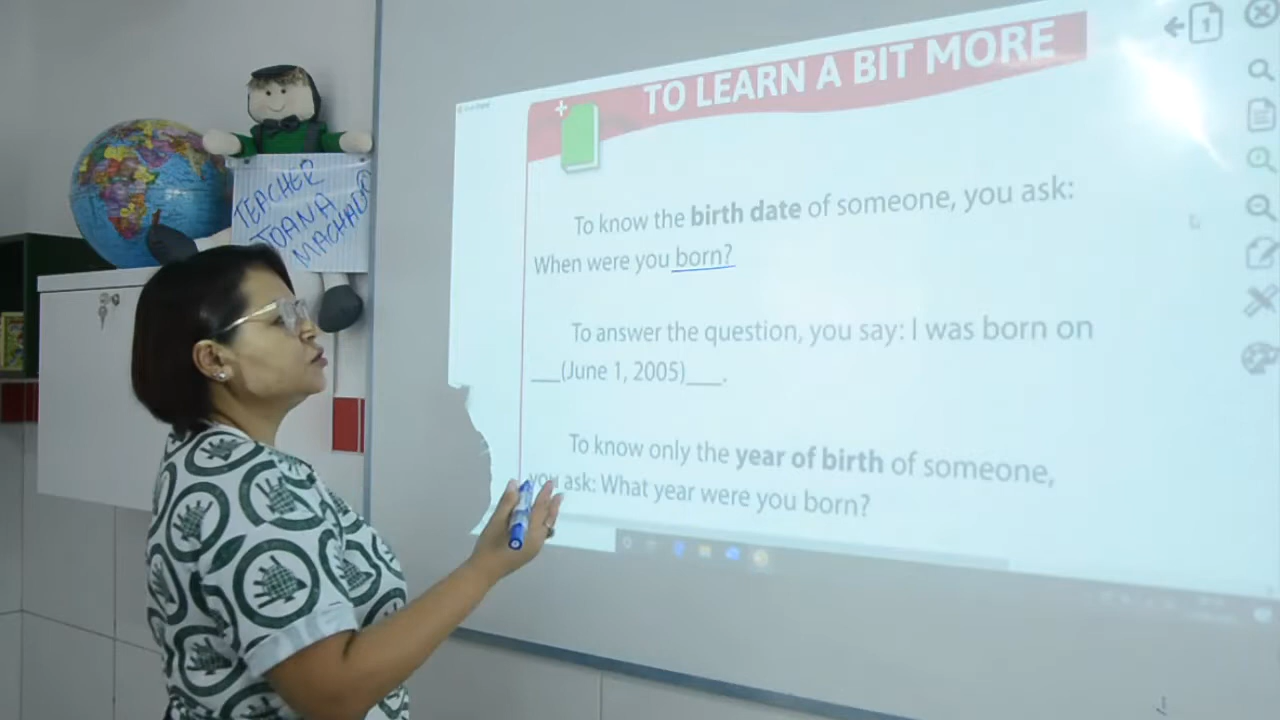 TEACHER
JOANA
MACHADO
TO LEARN A BIT MORE
To know the birth date of someone, you ask:
When were you born?
To answer the question, you say: I was born on
___(June 1, 2005)___.
To know only the year of birth of someone,
you ask: What year were you born?
1